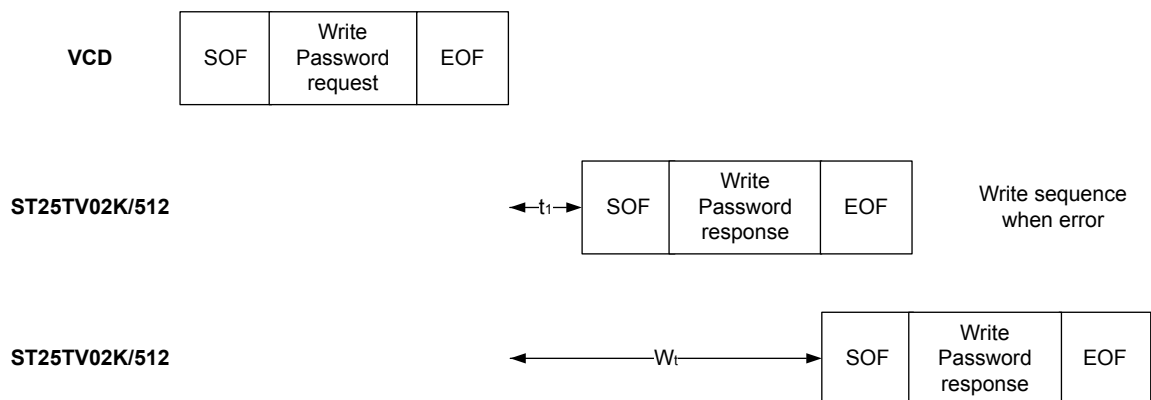 VCD
SOF
Write
Password
request
EOF
ST25TV02K/512
t1
SOF
Write
Password
response
EOF
Write sequence
when error
ST25TV02K/512
Wt
SOF
Write
Password
response
EOF